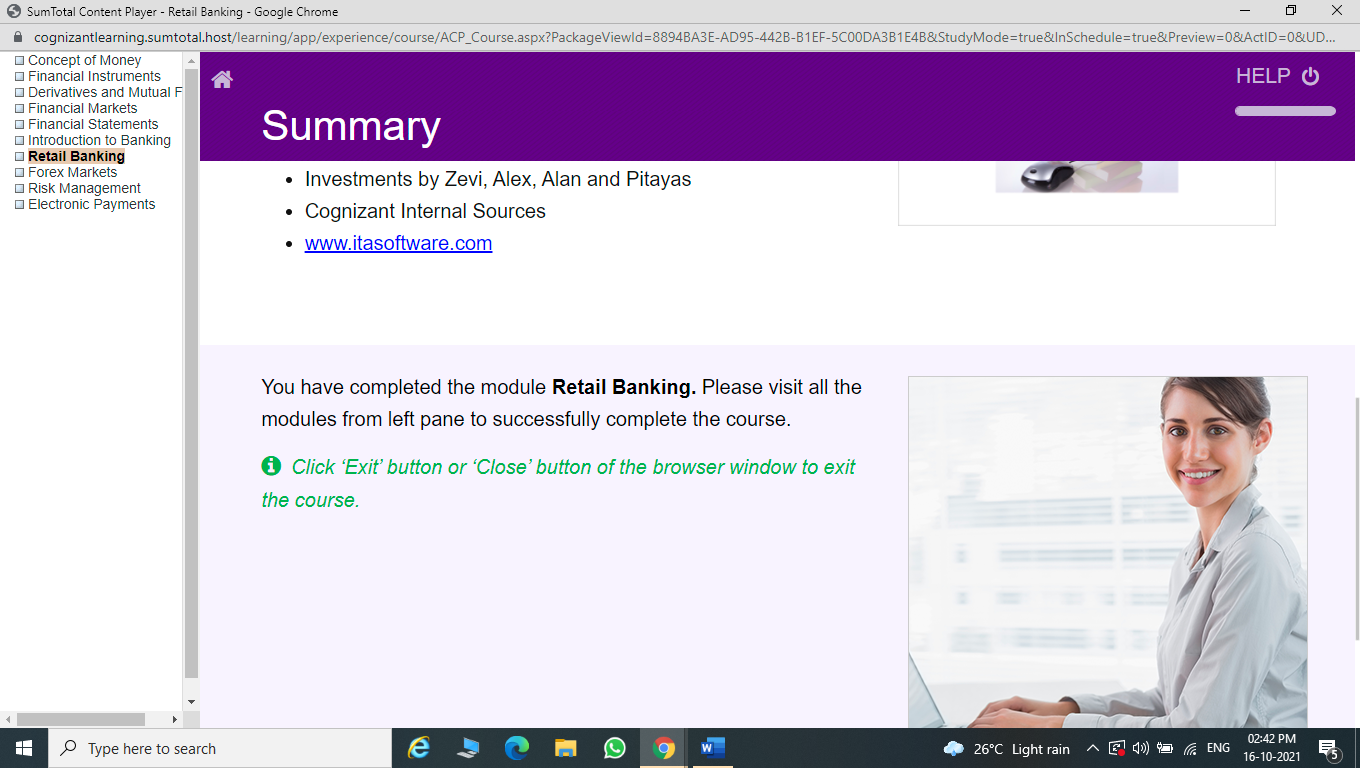 SumTotal Content Player - Retail Banking - Google Chrome
cognizantlearning.sumtotal.host/learning/app/experience/course/ACP_Course.aspx?PackageViewId=8894BA3E-AD95-442B-B1EF-5C00DA3B1E4B&StudyMode=true&InSchedule=true&Preview=0&ActID=0&UD...
Concept of Money
Financial Instruments
Derivatives and Mutual F
Financial Markets
Financial Statements
Introduction to Banking
Retail Banking
Forex Markets
Risk Management
Electronic Payments
HELP
Summary
• Investments by Zevi, Alex, Alan and Pitayas
• Cognizant Internal Sources
• www.itasoftware.com
You have completed the module Retail Banking. Please visit all the
modules from left pane to successfully complete the course.
Click ‘Exit’ button or ‘Close’ button of the browser window to exit
the course.
Type here to search
26°C Light rain
ENG
02:42 PM
16-10-2021
5